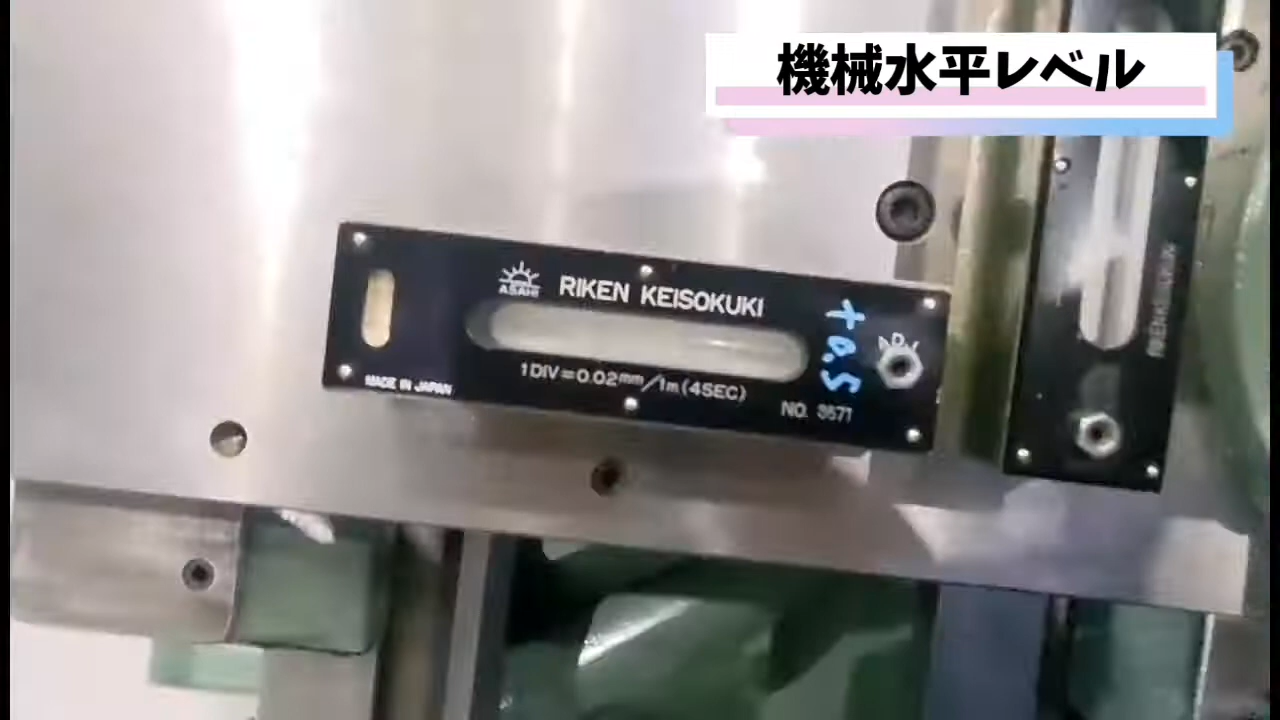 機械水平レベル
ASAHI
RIKEN KEISOKUKI
+0.5
1DIV=0.02mm/1m(4SEC)
MADE IN JAPAN
NO. 3571